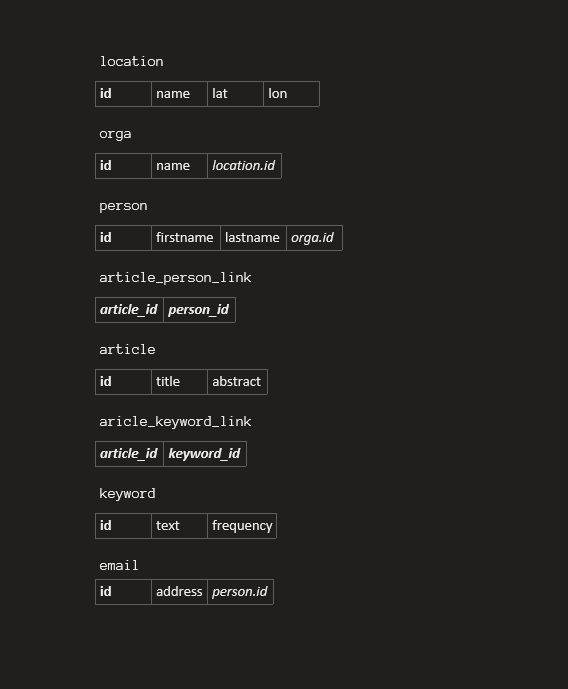 location
id name lat lon
orga
id name location.id
person
id firstname lastname orga.id
article_person_link
article_id person_id
article
id title abstract
aricle_keyword_link
article_id keyword_id
keyword
id text frequency
email
id address person.id